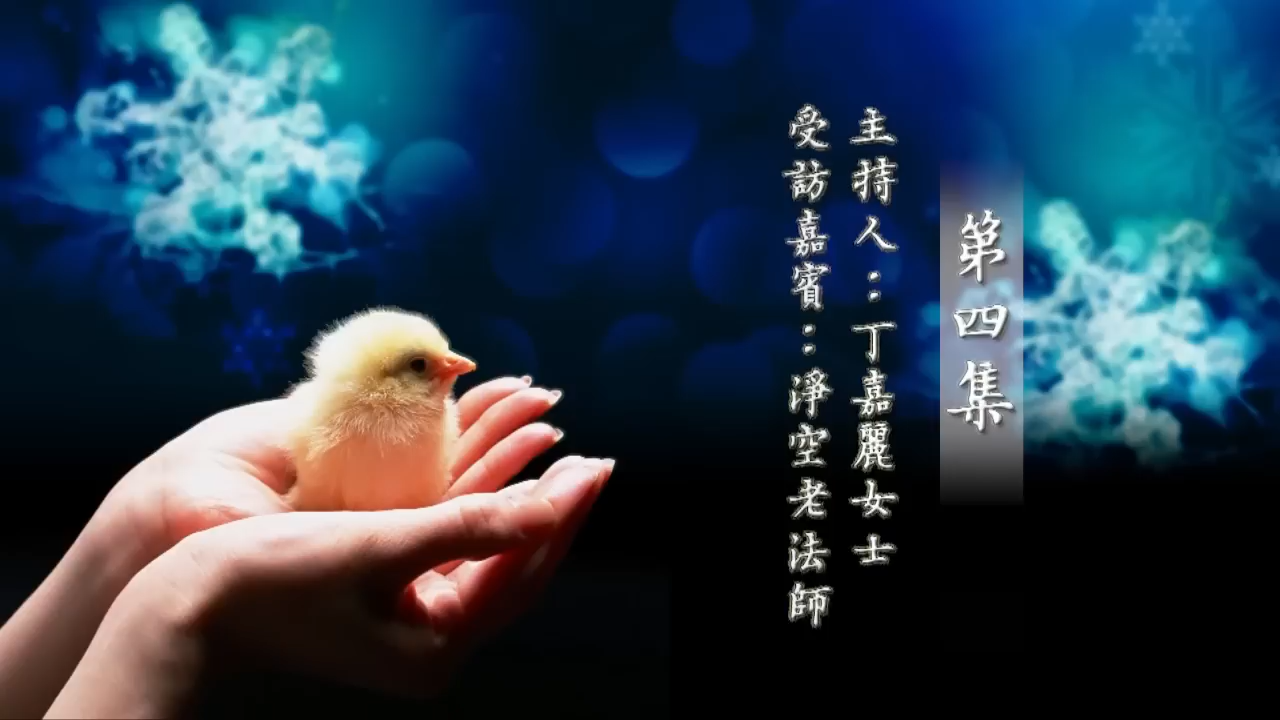 第四集
主持人：丁嘉麗女士
受訪嘉賓：淨空老法師